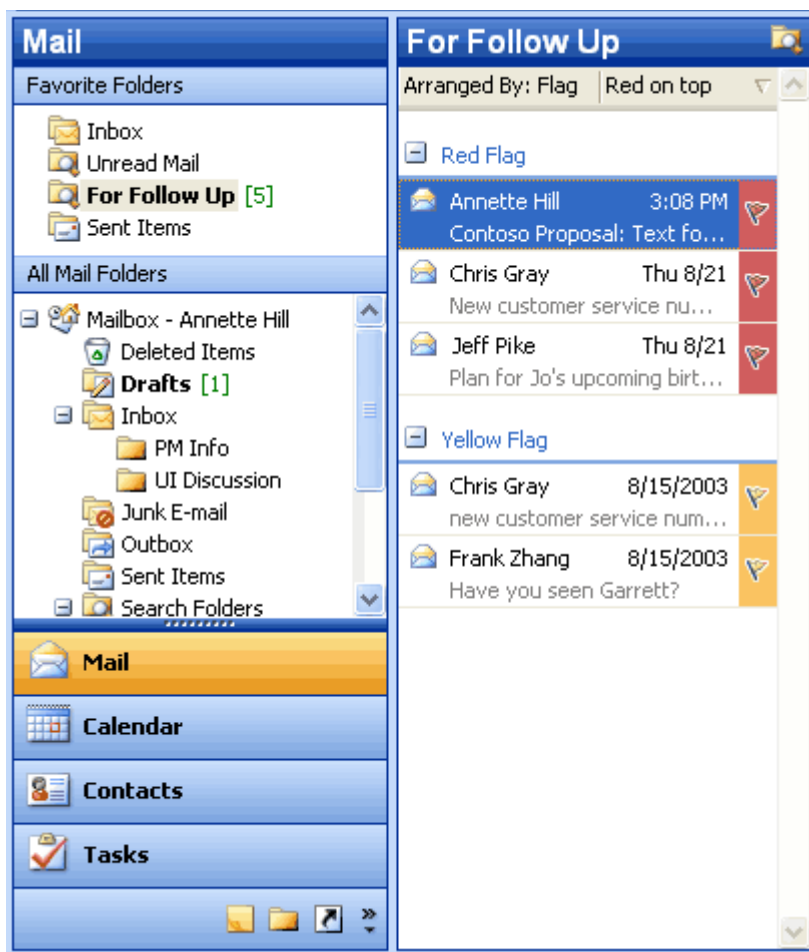 Mail
Favorite Folders
Inbox
Unread Mail
For Follow Up [5]
Sent Items
All Mail Folders
Mailbox - Annette Hill
Deleted Items
Drafts [1]
Inbox
PM Info
UI Discussion
Junk E-mail
Outbox
Sent Items
Search Folders
Mail
Calendar
Contacts
Tasks
For Follow Up
Arranged By: Flag Red on top
Red Flag
Annette Hill 3:08 PM
Contoso Proposal: Text fo...
Chris Gray Thu 8/21
New customer service nu...
Jeff Pike Thu 8/21
Plan for Jo's upcoming birt...
Yellow Flag
Chris Gray 8/15/2003
new customer service num...
Frank Zhang 8/15/2003
Have you seen Garrett?